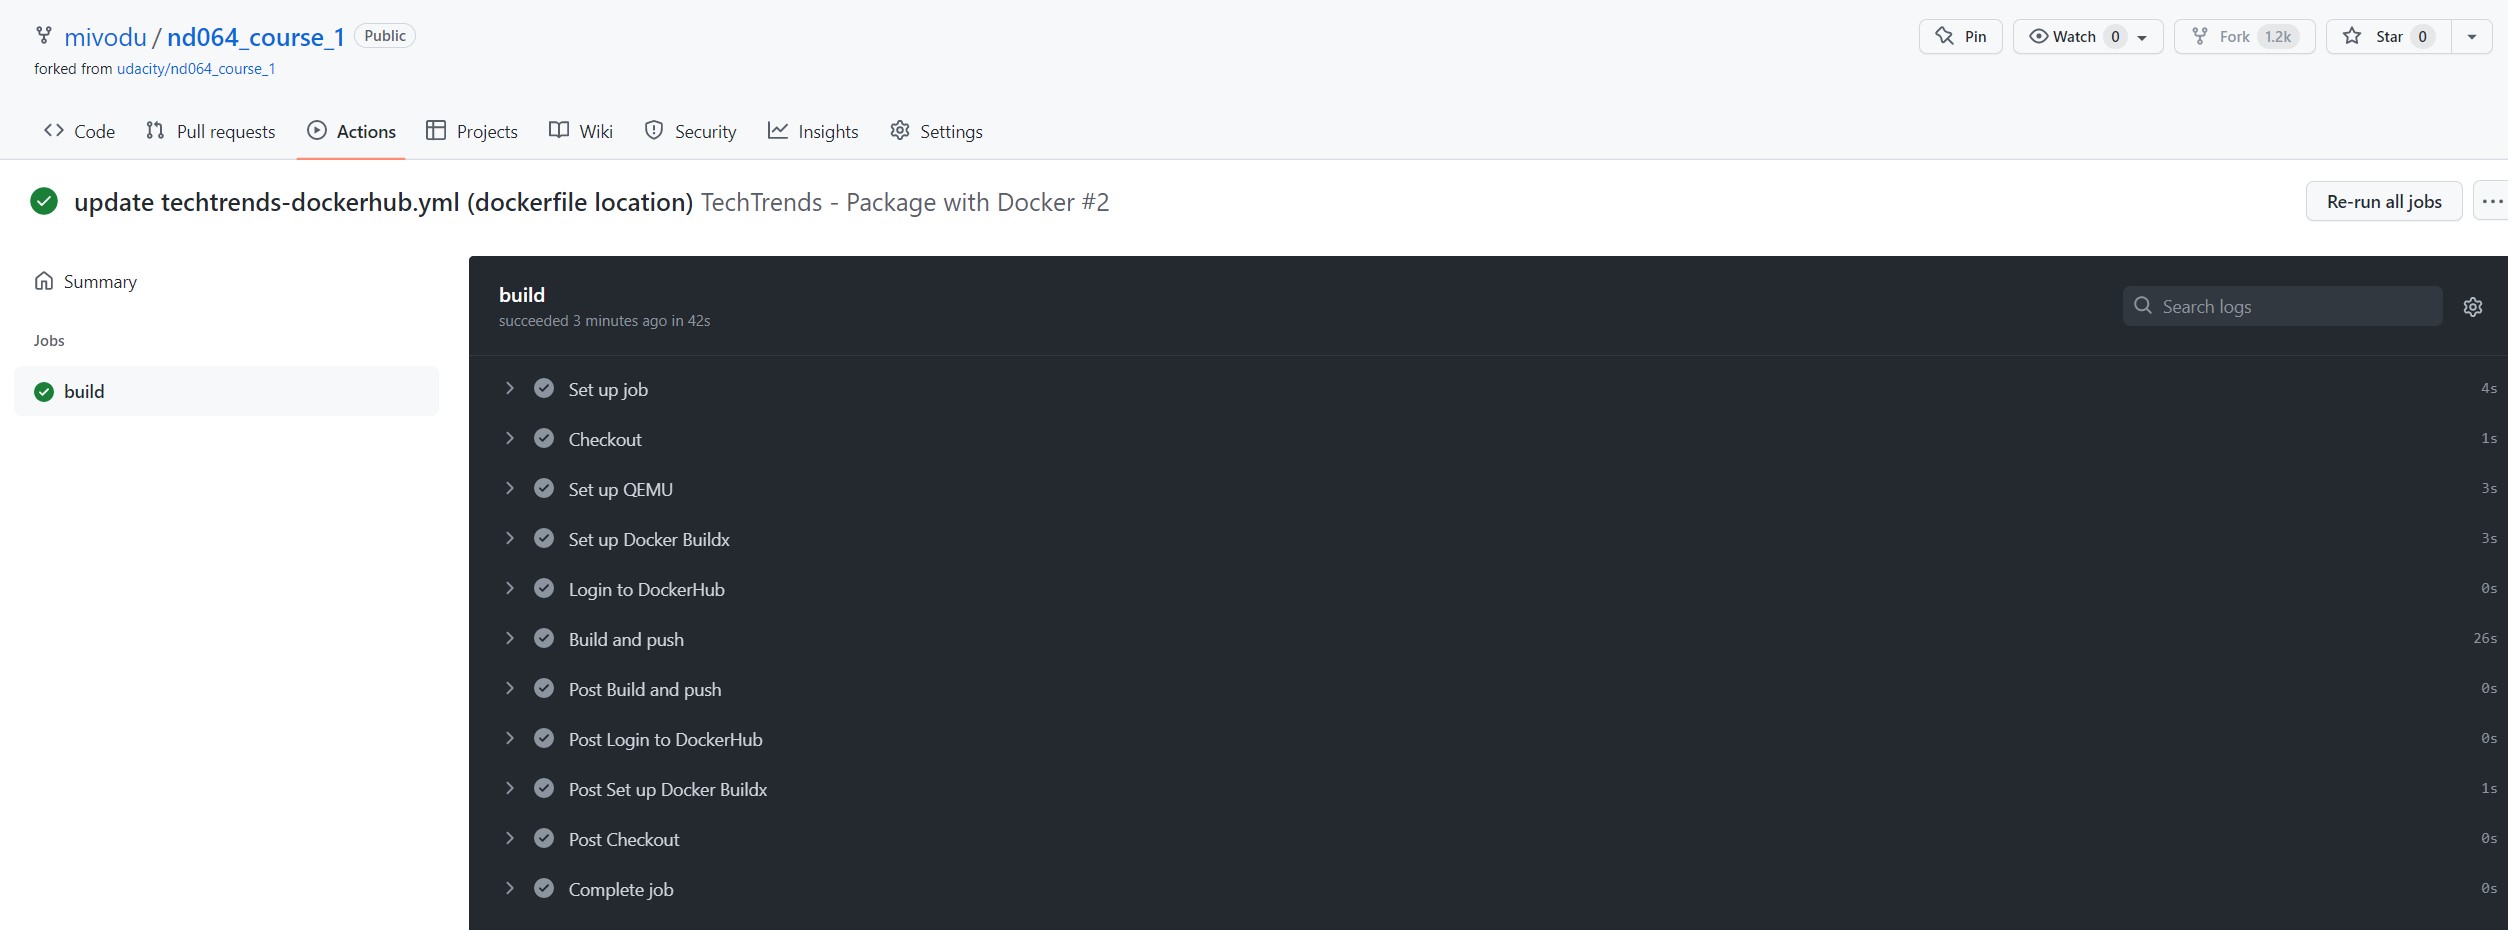 mivodu / nd064_course_1 Public Pin Watch 0 Fork 1.2k Star 0
forked from udacity/nd064_course_1
Code Pull requests Actions Projects Wiki Security Insights Settings
update techtrends-dockerhub.yml (dockerfile location) TechTrends - Package with Docker #2 Re-run all jobs ...
Summary
Jobs
build
build
succeeded 3 minutes ago in 42s
Search logs
Set up job 4s
Checkout 1s
Set up QEMU 3s
Set up Docker Buildx 3s
Login to DockerHub 0s
Build and push 26s
Post Build and push 0s
Post Login to DockerHub 0s
Post Set up Docker Buildx 1s
Post Checkout 0s
Complete job 0s